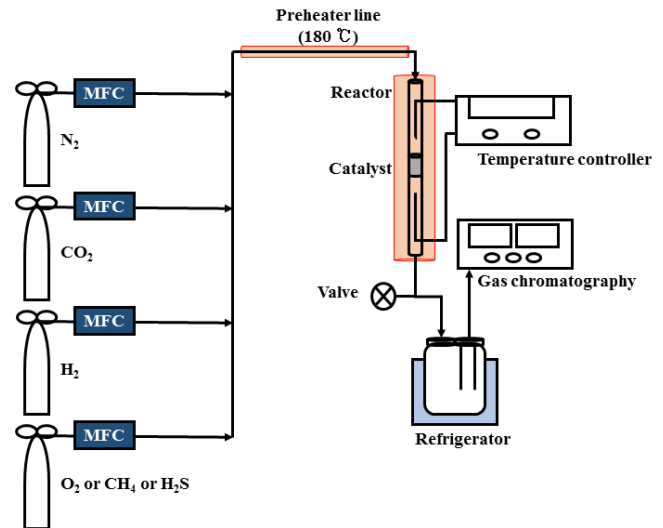 Preheater line
(180 ℃)
MFC
N₂
Reactor
Temperature controller
Catalyst
MFC
CO₂
Gas chromatography
Valve
MFC
H₂
Refrigerator
MFC
O₂ or CH₄ or H₂S